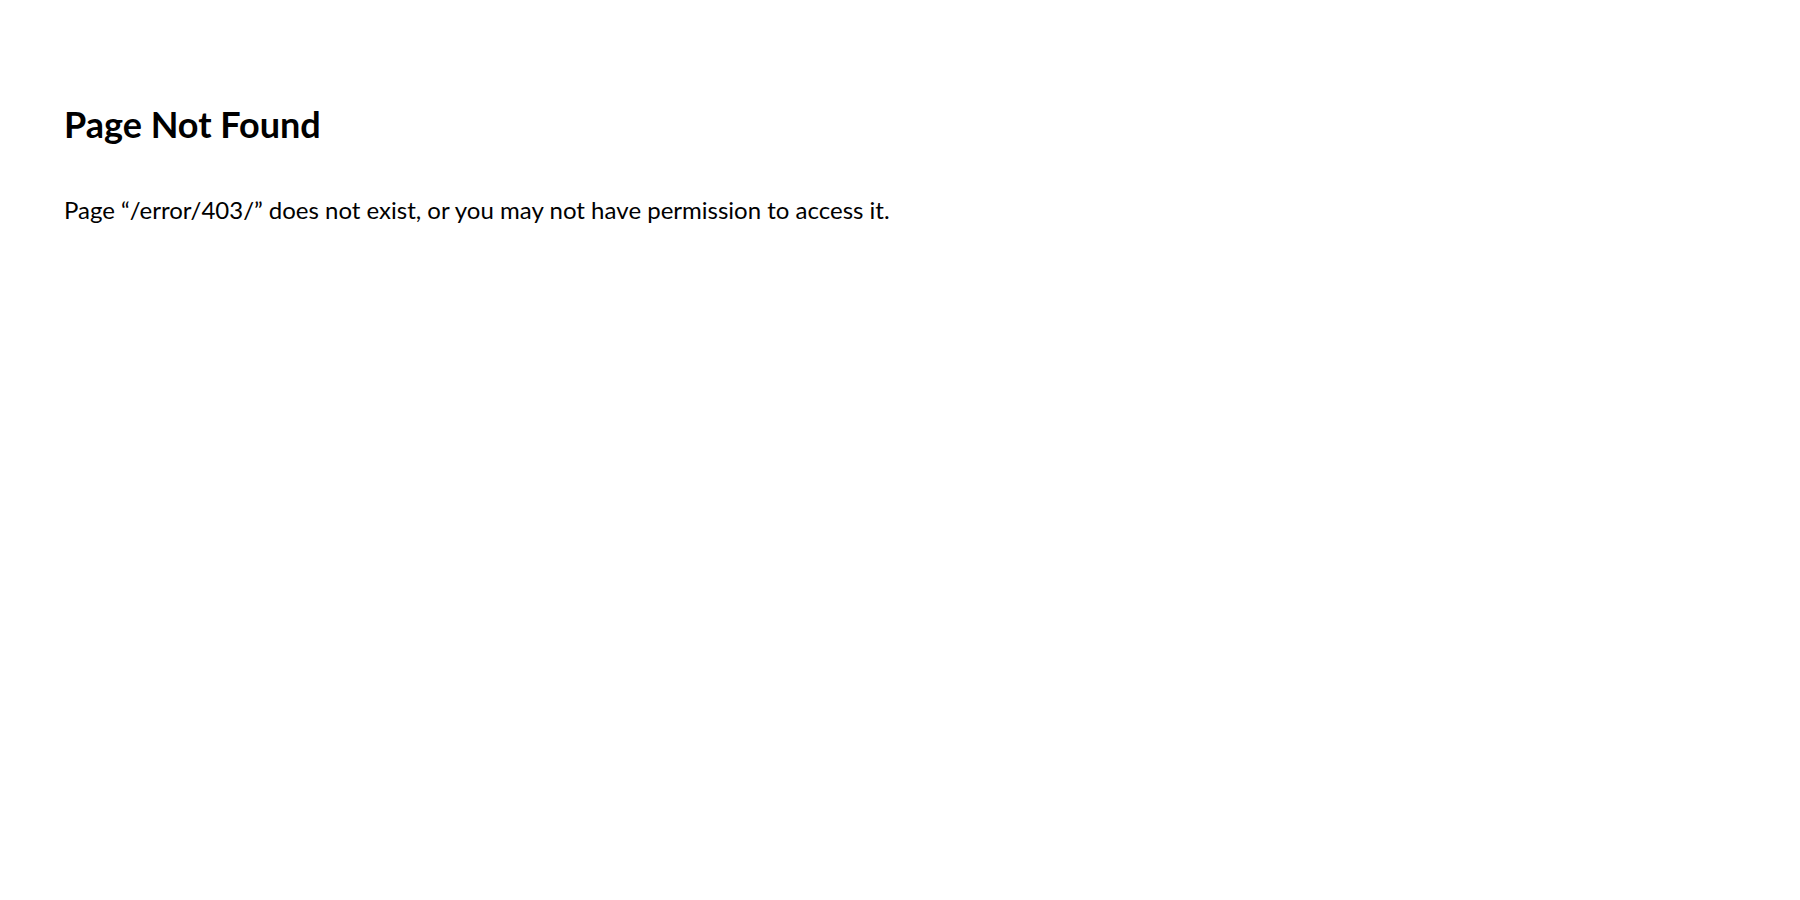 Page Not Found
Page “/error/403/” does not exist, or you may not have permission to access it.